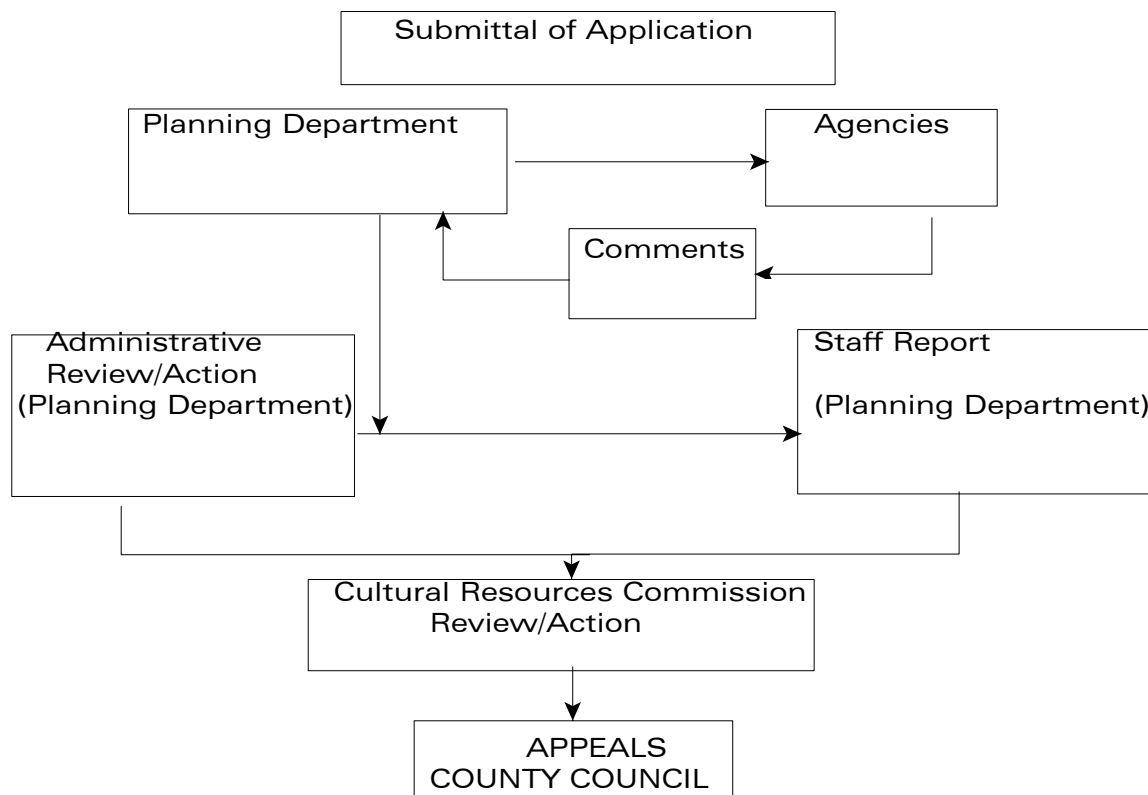 Submittal of Application
Planning Department
Agencies
Comments
Administrative
Review/Action
(Planning Department)
Staff Report
(Planning Department)
Cultural Resources Commission
Review/Action
APPEALS
COUNTY COUNCIL